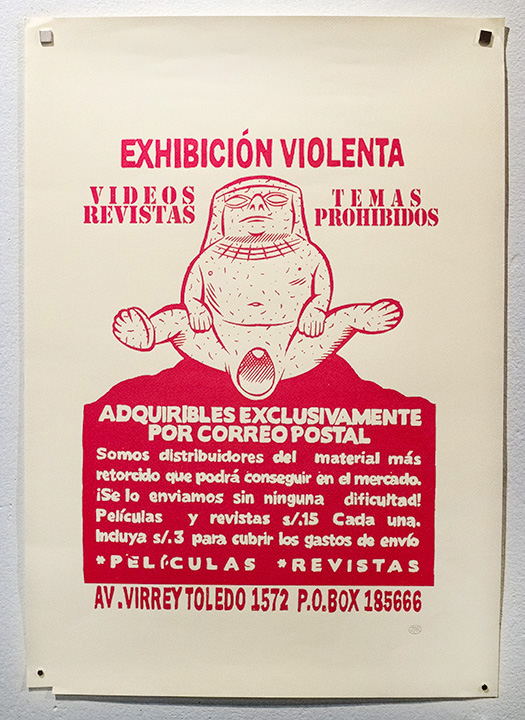 EXHIBICIÓN VIOLENTA
VIDEOS
REVISTAS
TEMAS
PROHIBIDOS
ADQUIRIBLES EXCLUSIVAMENTE
POR CORREO POSTAL
Somos distribuidores del material más
retorcido que podrá conseguir en el mercado.
¡Se lo enviamos sin ninguna dificultad!
Películas y revistas s/.15 Cada una.
Incluya s/.3 para cubrir los gastos de envío
*PELÍCULAS *REVISTAS
AV.VIRREY TOLEDO 1572 P.O.BOX 185666